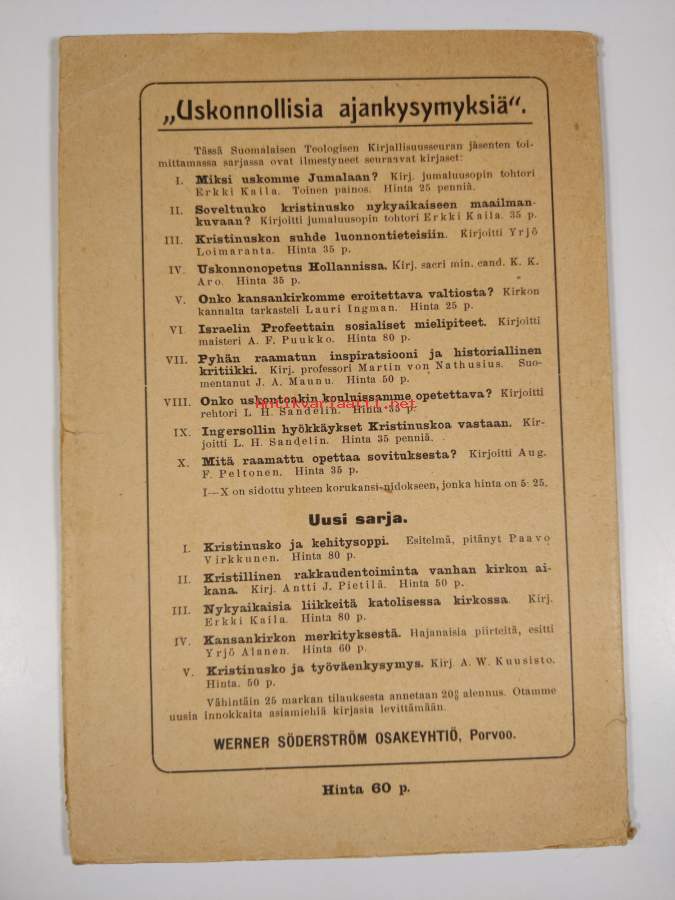 „Uskonnollisia ajankysymyksiä“.
Tässä Suomalaisen Teologisen Kirjallisuusseuran jäsenten toi-
mittamassa sarjassa ovat ilmestyneet seuraavat kirjaset:
I. Miksi uskomme Jumalaan? Kirj. jumaluusopin tohtori
Erkki Kaila. Toinen painos. Hinta 25 penniä.
II. Soveltuuko kristinusko nykyaikaiseen maailman-
kuvaan? Kirjoitti jumaluusopin tohtori Erkki Kaila. 35 p.
III. Kristinuskon suhde luonnontieteisiin. Kirjoitti Yrjö
Loimaranta. Hinta 35 p.
IV. Uskonnonopetus Hollannissa. Kirj. sacri min. cand. K. K.
Aro. Hinta 35 p.
V. Onko kansankirkomme eroitettava valtiosta? Kirkon
kannalta tarkasteli Lauri Ingman. Hinta 25 p.
VI. Israelin Profeettain sosialiset mielipiteet. Kirjoitti
maisteri A. F. Puukko. Hinta 80 p.
VII. Pyhän raamatun inspiratsiooni ja historiallinen
kritiikki. Kirj. professori Martin von Nathusius. Suo-
mentanut J. A. Maunu. Hinto 50 p.
VIII. Onko uskontoakin kouluissamme opetettava? Kirjoitti
rehtori L. H. Sandelin. Hinta 35 p.
antikvariaatti.net
IX. Ingersollin hyökkäykset Kristinuskoa vastaan. Kir-
joitti L. H. Sandelin. Hinta 35 penniä.
X. Mitä raamattu opettaa sovituksesta? Kirjoitti Aug.
F. Peltonen. Hinta 35 p.
I—X on sidottu yhteen korukansi-nidokseen, jonka hinta on 5: 25.
Uusi sarja.
I. Kristinusko ja kehitysoppi. Esitelmä, pitänyt Paavo
Virkkunen. Hinta 80 p.
II. Kristillinen rakkaudentoiminta vanhan kirkon ai-
kana. Kirj. Antti J. Pietilä. Hinta 50 p.
III. Nykyaikaisia liikkeitä katolisessa kirkossa. Kirj.
Erkki Kaila. Hinta 80 p.
IV. Kansankirkon merkityksestä. Hajanaisia piirteitä, esitti
Yrjö Alanen. Hinta 60 p.
V. Kristinusko ja työväenkysymys. Kirj. A. W. Kuusisto.
Hinta. 50 p.
Vähintäin 25 markan tilauksesta annetaan 20% alennus. Otamme
uusia innokkaita asiamiehiä kirjasia levittämään.
WERNER SÖDERSTRÖM OSAKEYHTIÖ, Porvoo.
Hinta 60 p.